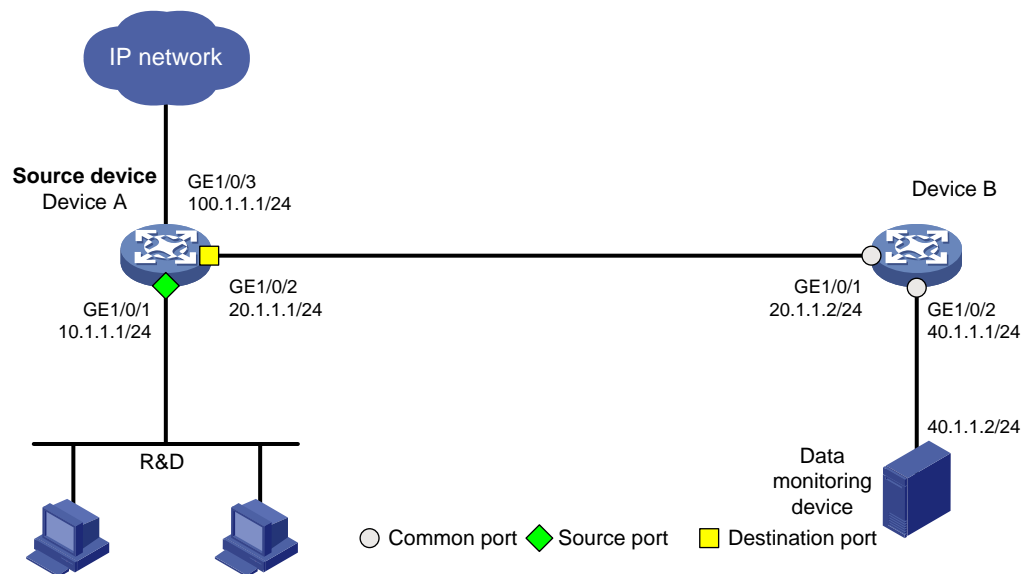 IP network
Source device
Device A
GE1/0/3
100.1.1.1/24
Device B
GE1/0/1
10.1.1.1/24
GE1/0/2
20.1.1.1/24
GE1/0/1
20.1.1.2/24
GE1/0/2
40.1.1.1/24
R&D
40.1.1.2/24
Data
monitoring
device
Common port
Source port
Destination port